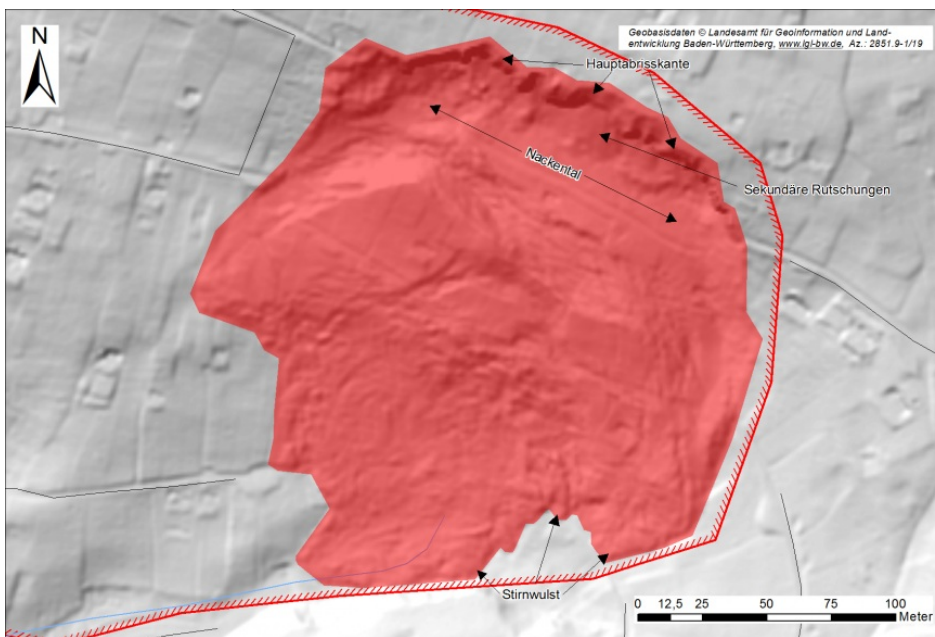 N
Geobasisdaten © Landesamt für Geoinformation und Land-
entwicklung Baden-Württemberg, www.lgl-bw.de, Az.: 2851.9-1/19
Hauptabrisskante
Nackental
Sekundäre Rutschungen
Stirnwulst
0 12,5 25 50 75 100
Meter